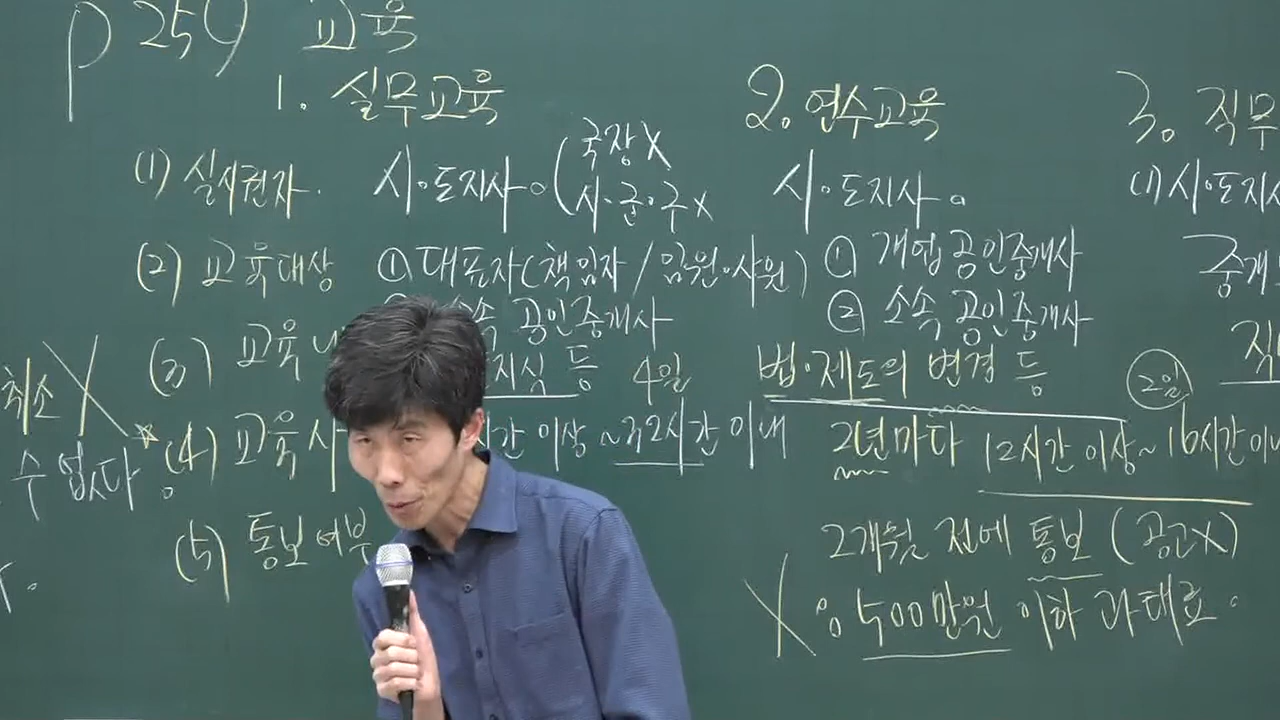 p 259 교육
1. 실무교육
2. 연수교육
3. 직무
(1) 실시권자.
시·도지사。(국장X
시·군·구 X
시·도지사。
(1) 시·도지사
(2) 교육대상
① 대표자(책임자/임원·사원)
소속 공인중개사
① 개업 공인중개사
② 소속 공인중개사
중개
(3) 교육 내
지식 등
4일
법·제도의 변경 등
2일
직
취소 X
(4) 교육 시
시간 이상 ~32시간 이내
2년마다 12시간 이상~16시간 이내
수 없다
(5) 통보여부
2개월 전에 통보 (공고X)
X 。500만원 이하 과태료.